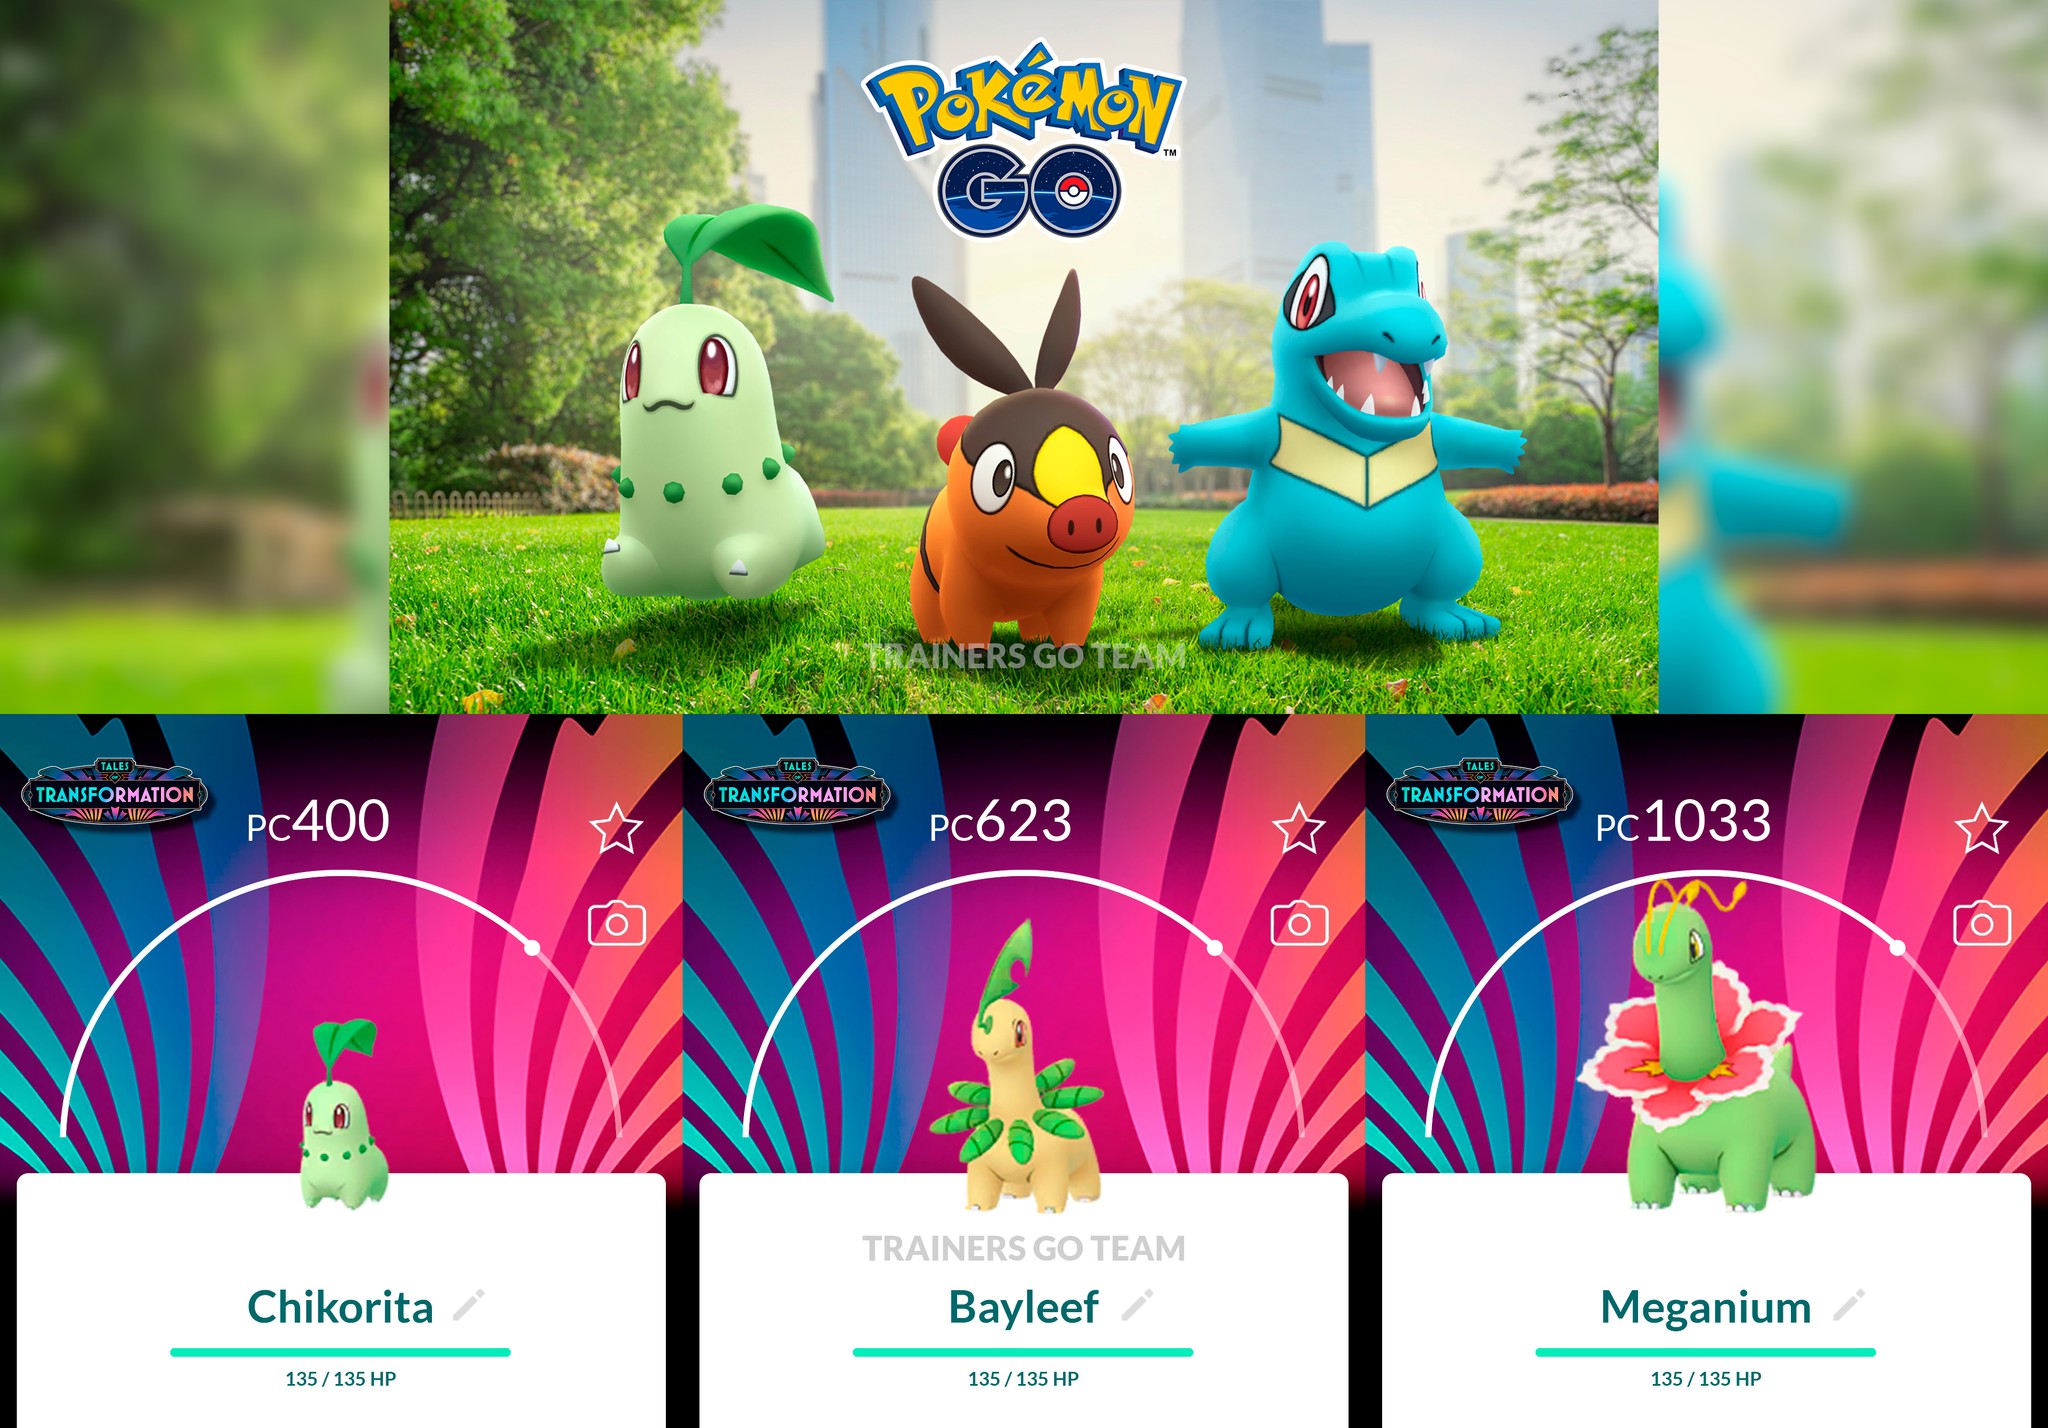 POKéMON
GO
TM
TRAINERS GO TEAM
TALES
OF
TRANSFORMATION
PC400
TALES
OF
TRANSFORMATION
PC623
TALES
OF
TRANSFORMATION
PC1033
TRAINERS GO TEAM
Chikorita
135 / 135 HP
Bayleef
135 / 135 HP
Meganium
135 / 135 HP